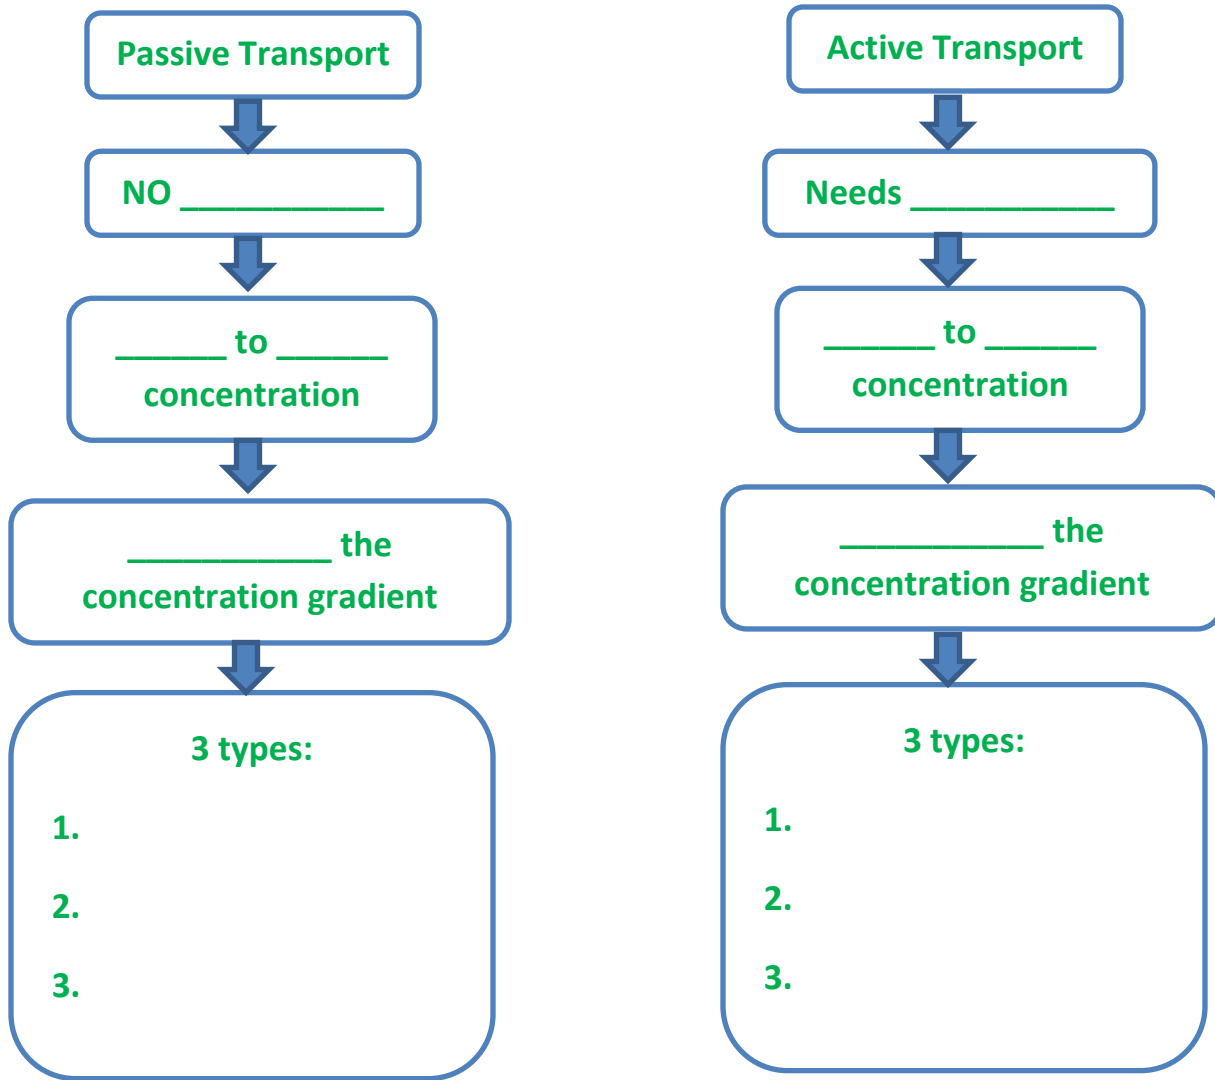 Passive Transport
NO ___________
______ to ______
concentration
___________ the
concentration gradient
3 types:
1.
2.
3.
Active Transport
Needs ___________
______ to ______
concentration
___________ the
concentration gradient
3 types:
1.
2.
3.